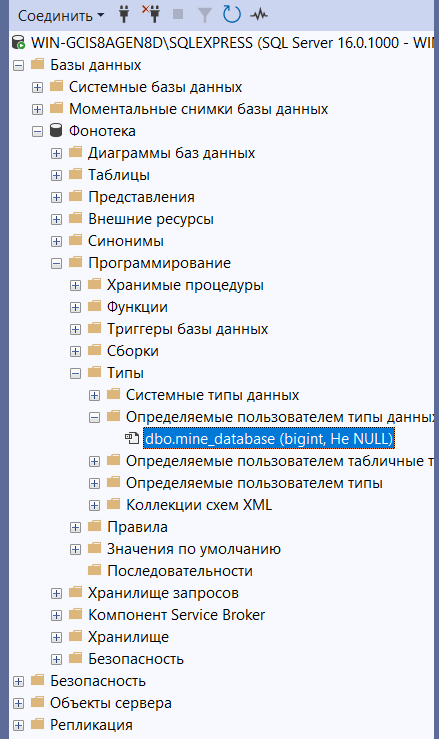 Соединить
WIN-GCIS8AGEN8D\SQLEXPRESS (SQL Server 16.0.1000 - WIN
Базы данных
Системные базы данных
Моментальные снимки базы данных
Фонотека
Диаграммы баз данных
Таблицы
Представления
Внешние ресурсы
Синонимы
Программирование
Хранимые процедуры
Функции
Триггеры базы данных
Сборки
Типы
Системные типы данных
Определяемые пользователем типы данных
dbo.mine_database (bigint, Не NULL)
Определяемые пользователем табличные т
Определяемые пользователем типы
Коллекции схем XML
Правила
Значения по умолчанию
Последовательности
Хранилище запросов
Компонент Service Broker
Хранилище
Безопасность
Безопасность
Объекты сервера
Репликация